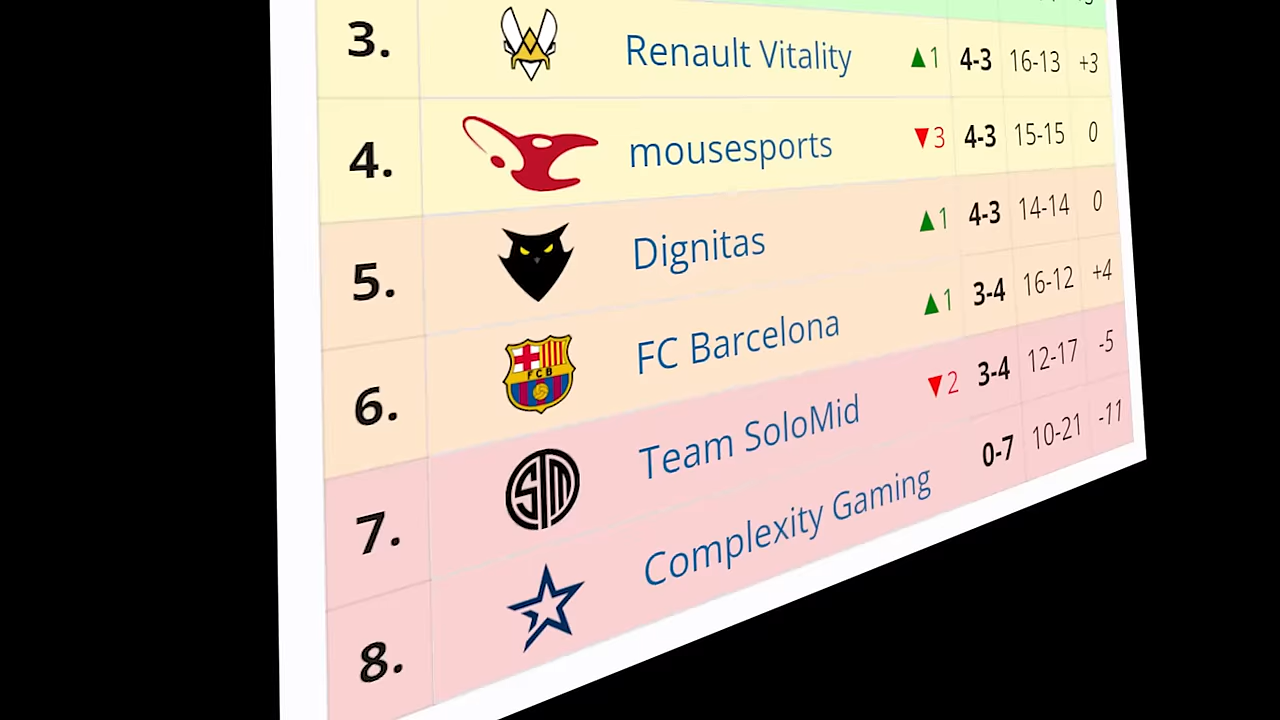 3. Renault Vitality ▲1 4-3 16-13 +3
4. mousesports ▼3 4-3 15-15 0
5. Dignitas ▲1 4-3 14-14 0
6. FCB FC Barcelona ▲1 3-4 16-12 +4
7. TSM Team SoloMid ▼2 3-4 12-17 -5
8. Complexity Gaming 0-7 10-21 -11